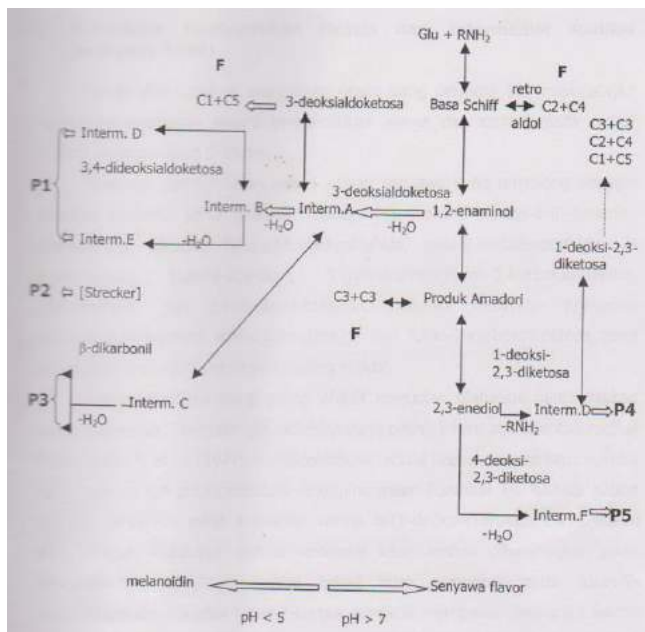 Glu + RNH2
F
F
C1+C5
3-deoksialdoketosa
Basa Schiff
retro
aldol
C2+C4
C3+C3
C2+C4
C1+C5
Interm. D
3,4-dideoksialdoketosa
P1
Interm. B
-H2O
Interm.A
3-deoksialdoketosa
-H2O
1,2-enaminol
Interm.E
-H2O
1-deoksi-2,3-
diketosa
P2
[Strecker]
C3+C3
Produk Amadori
F
β-dikarbonil
1-deoksi-
2,3-diketosa
P3
-H2O
Interm. C
2,3-enediol
-RNH2
Interm.D
P4
4-deoksi-
2,3-diketosa
-H2O
Interm.F
P5
melanoidin
Senyawa flavor
pH < 5
pH > 7